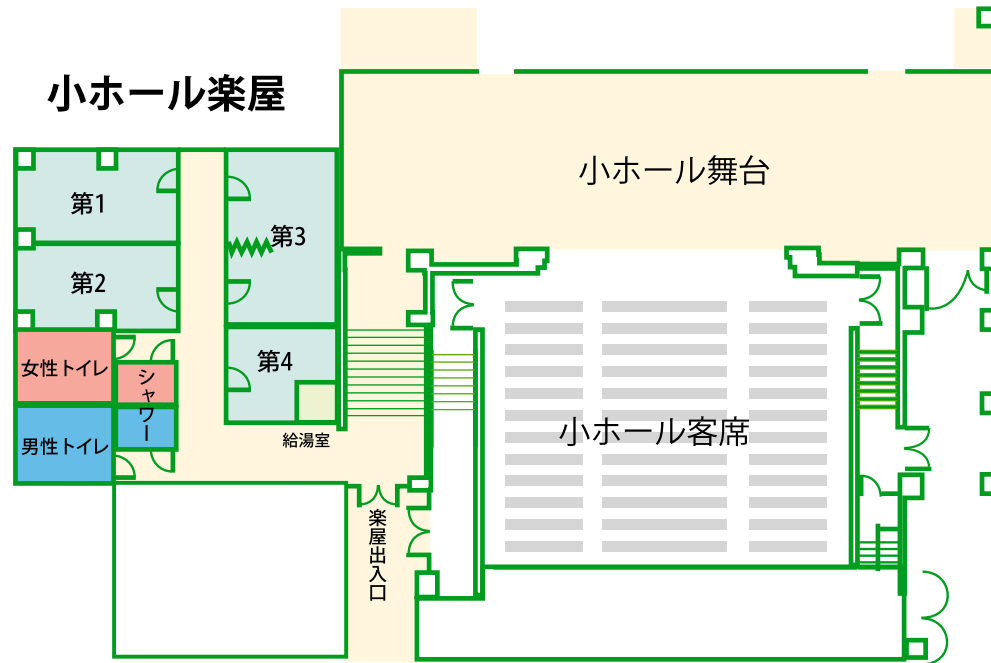 小ホール楽屋
小ホール舞台
第1
第3
第2
第4
女性トイレ
シャワー
男性トイレ
小ホール客席
給湯室
楽屋出入口